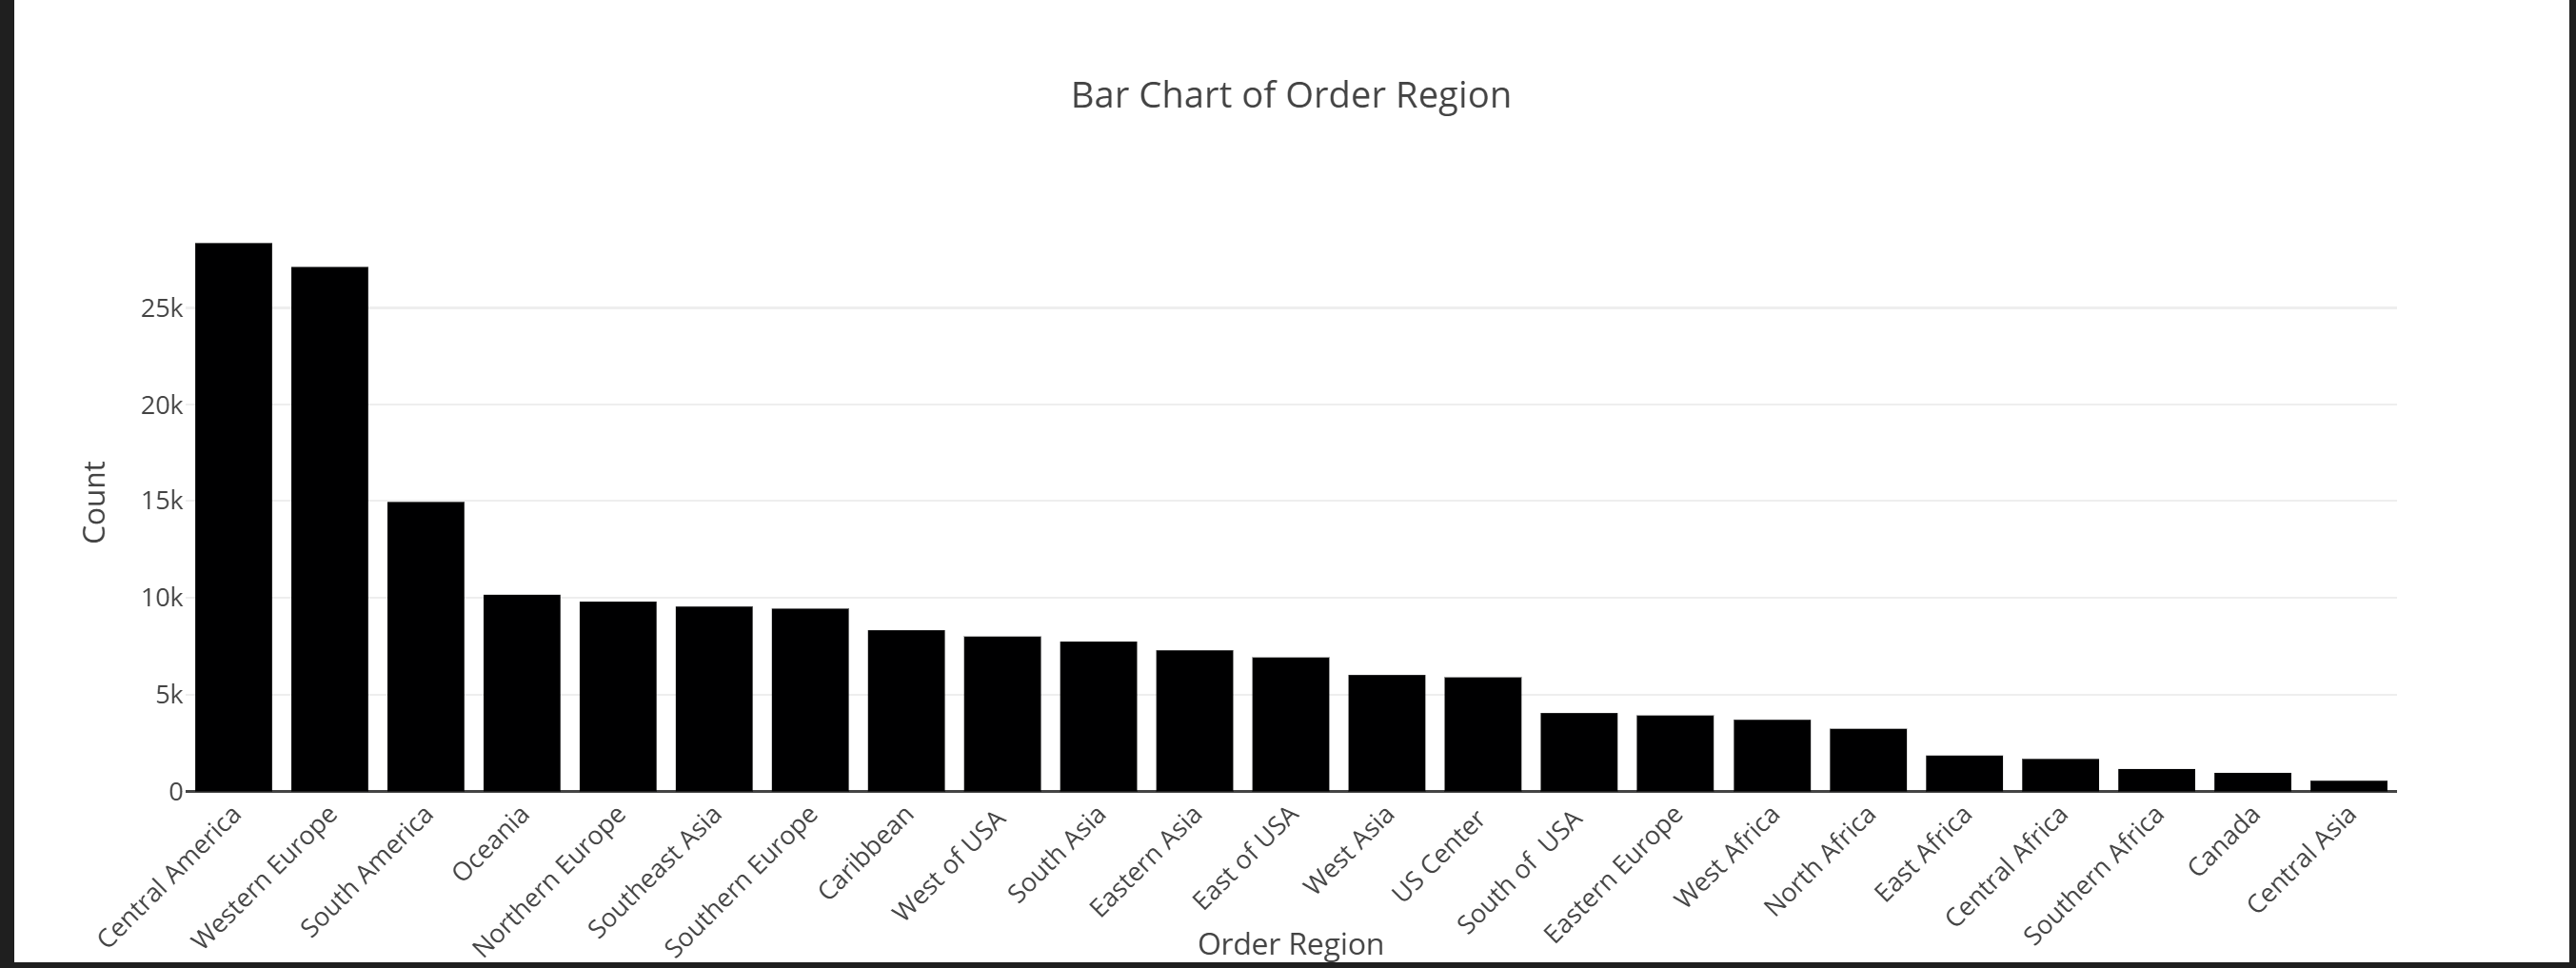 Bar Chart of Order Region
Count
25k
20k
15k
10k
5k
0
Central America
Western Europe
South America
Oceania
Northern Europe
Southeast Asia
Southern Europe
Caribbean
West of USA
South Asia
Eastern Asia
East of USA
West Asia
US Center
South of  USA
Eastern Europe
West Africa
North Africa
East Africa
Central Africa
Southern Africa
Canada
Central Asia
Order Region